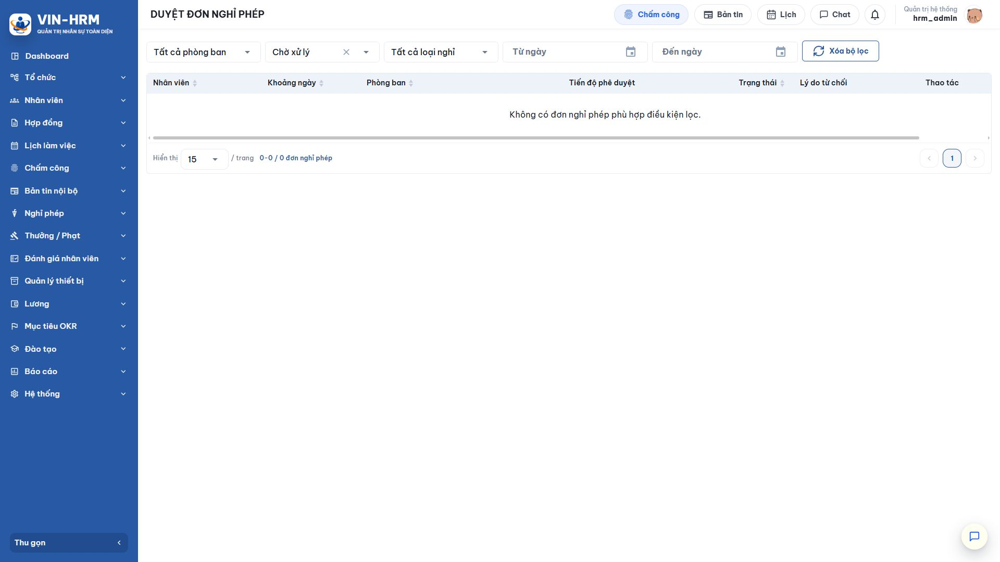 VIN-HRM
QUẢN TRỊ NHÂN SỰ TOÀN DIỆN
Dashboard
Tổ chức
Nhân viên
Hợp đồng
Lịch làm việc
Chấm công
Bản tin nội bộ
Nghỉ phép
Thưởng / Phạt
Đánh giá nhân viên
Quản lý thiết bị
Lương
Mục tiêu OKR
Đào tạo
Báo cáo
Hệ thống
Thu gọn
DUYỆT ĐƠN NGHỈ PHÉP
Chấm công
Bản tin
Lịch
Chat
Quản trị hệ thống
hrm_admin
Tất cả phòng ban
Chờ xử lý
Tất cả loại nghỉ
Từ ngày
Đến ngày
Xóa bộ lọc
Nhân viên Khoảng ngày Phòng ban Tiến độ phê duyệt Trạng thái Lý do từ chối Thao tác
Không có đơn nghỉ phép phù hợp điều kiện lọc.
Hiển thị 15 / trang 0-0 / 0 đơn nghỉ phép
1